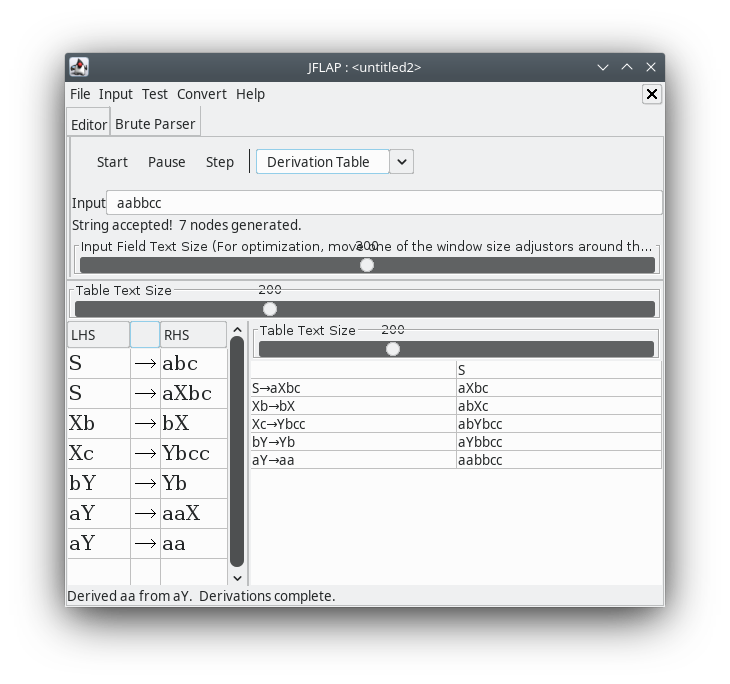 JFLAP : <untitled2>
File Input Test Convert Help
Editor Brute Parser
Start Pause Step Derivation Table
Input aabbcc
String accepted! 7 nodes generated.
Input Field Text Size (For optimization, move one of the window size adjustors around th...
300
Table Text Size 200
LHS RHS
S → abc
S → aXbc
Xb → bX
Xc → Ybcc
bY → Yb
aY → aaX
aY → aa
Table Text Size 200
S
S→aXbc aXbc
Xb→bX abXc
Xc→Ybcc abYbcc
bY→Yb aYbbcc
aY→aa aabbcc
Derived aa from aY. Derivations complete.